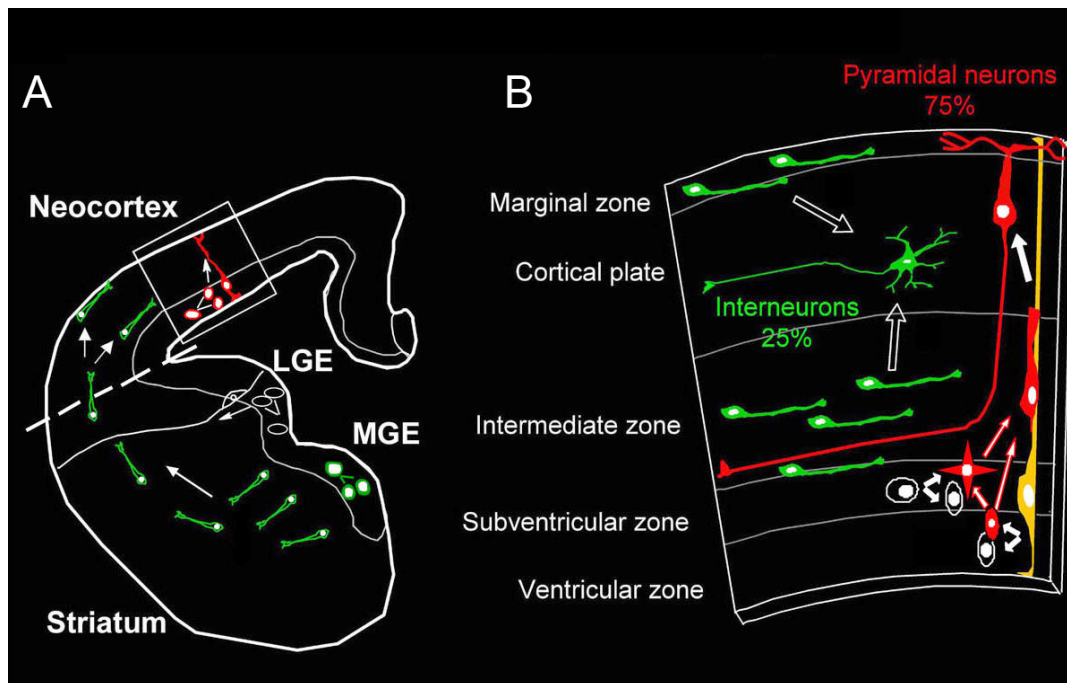 A
Neocortex
LGE
MGE
Striatum
B
Pyramidal neurons
75%
Marginal zone
Cortical plate
Interneurons
25%
Intermediate zone
Subventricular zone
Ventricular zone